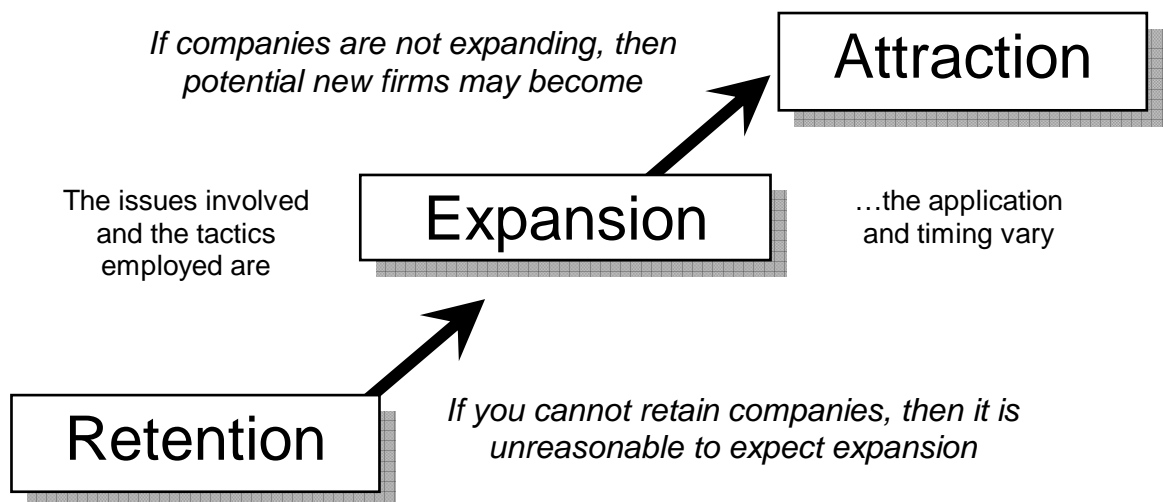 If companies are not expanding, then
potential new firms may become
Attraction
The issues involved
and the tactics
employed are
Expansion
…the application
and timing vary
Retention
If you cannot retain companies, then it is
unreasonable to expect expansion